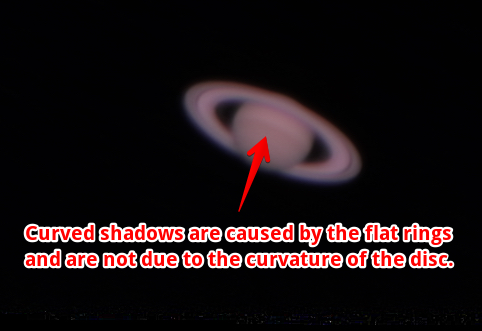 Curved shadows are caused by the flat rings
and are not due to the curvature of the disc.